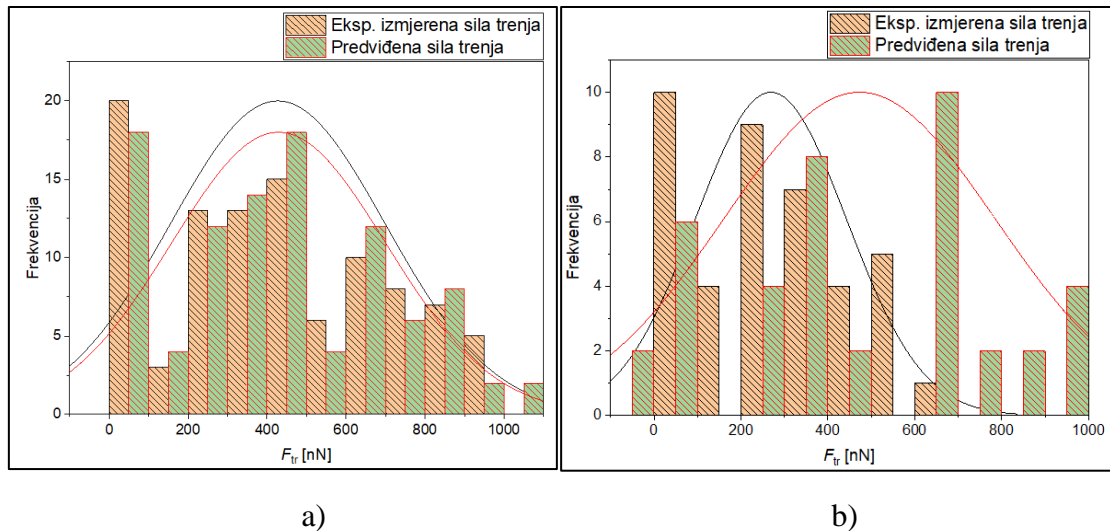 Eksp. izmjerena sila trenja
Predviđena sila trenja
Frekvencija
20
15
10
5
0
0 200 400 600 800 1000
Ftr [nN]
a)
Eksp. izmjerena sila trenja
Predviđena sila trenja
Frekvencija
10
8
6
4
2
0
0 200 400 600 800 1000
Ftr [nN]
b)